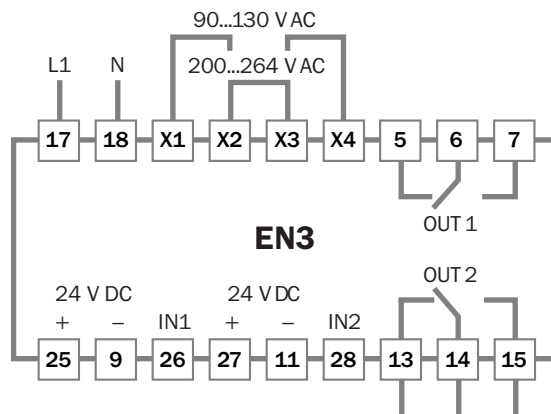 90...130 V AC
L1 N 200...264 V AC
17 18 X1 X2 X3 X4 5 6 7
OUT 1
EN3
OUT 2
24 V DC 24 V DC
+ – IN1 + – IN2
25 9 26 27 11 28 13 14 15